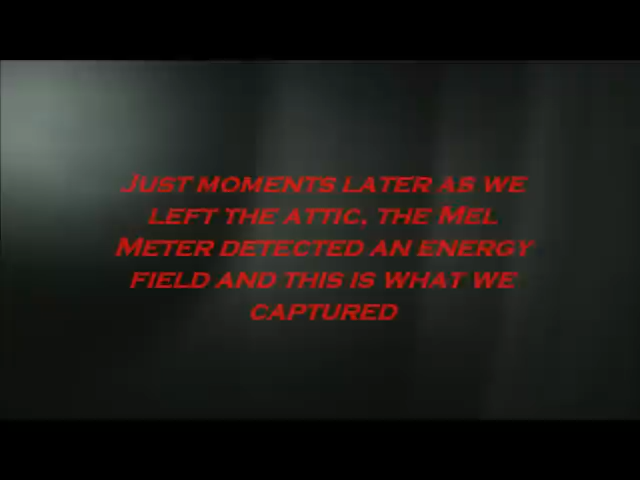 Just moments later as we
left the attic, the Mel
Meter detected an energy
field and this is what we
captured